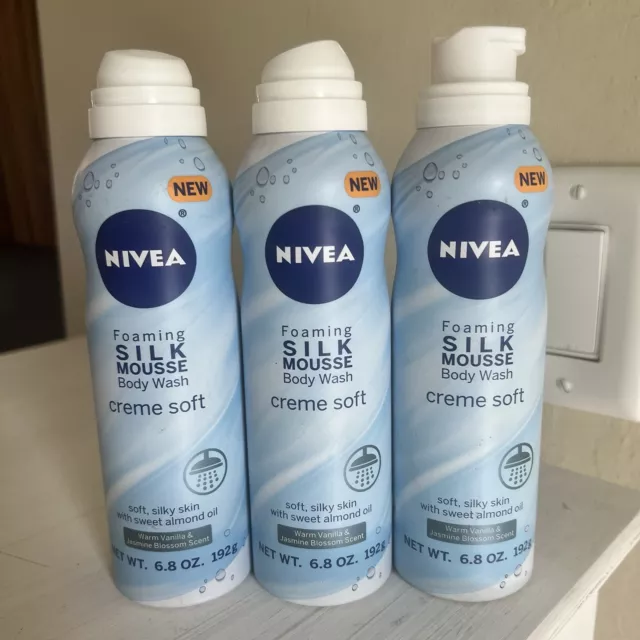 NEW
®
NIVEA
Foaming
SILK
MOUSSE
Body Wash
creme soft
soft, silky skin
with sweet almond oil
Warm Vanilla &
Jasmine Blossom Scent
NET WT. 6.8 OZ. 192g
NEW
®
NIVEA
Foaming
SILK
MOUSSE
Body Wash
creme soft
soft, silky skin
with sweet almond oil
Warm Vanilla &
Jasmine Blossom Scent
NET WT. 6.8 OZ. 192g
NEW
®
NIVEA
Foaming
SILK
MOUSSE
Body Wash
creme soft
soft, silky skin
with sweet almond oil
Warm Vanilla &
Jasmine Blossom Scent
NET WT. 6.8 OZ. 192g